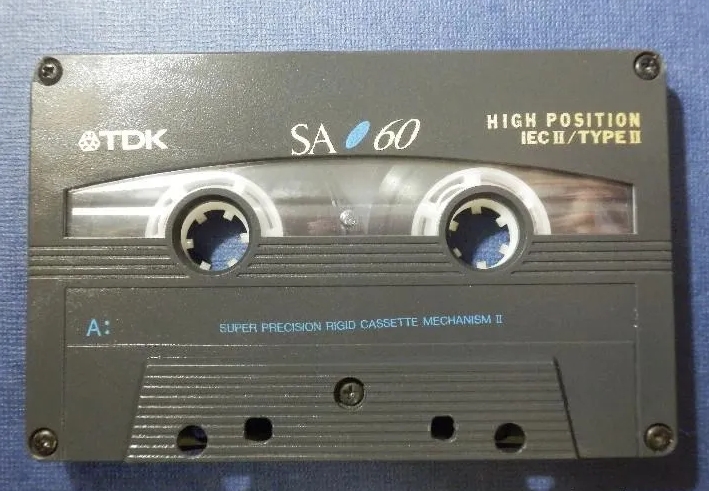 TDK
SA 60
HIGH POSITION
IEC II/TYPE II
A:
SUPER PRECISION RIGID CASSETTE MECHANISM II